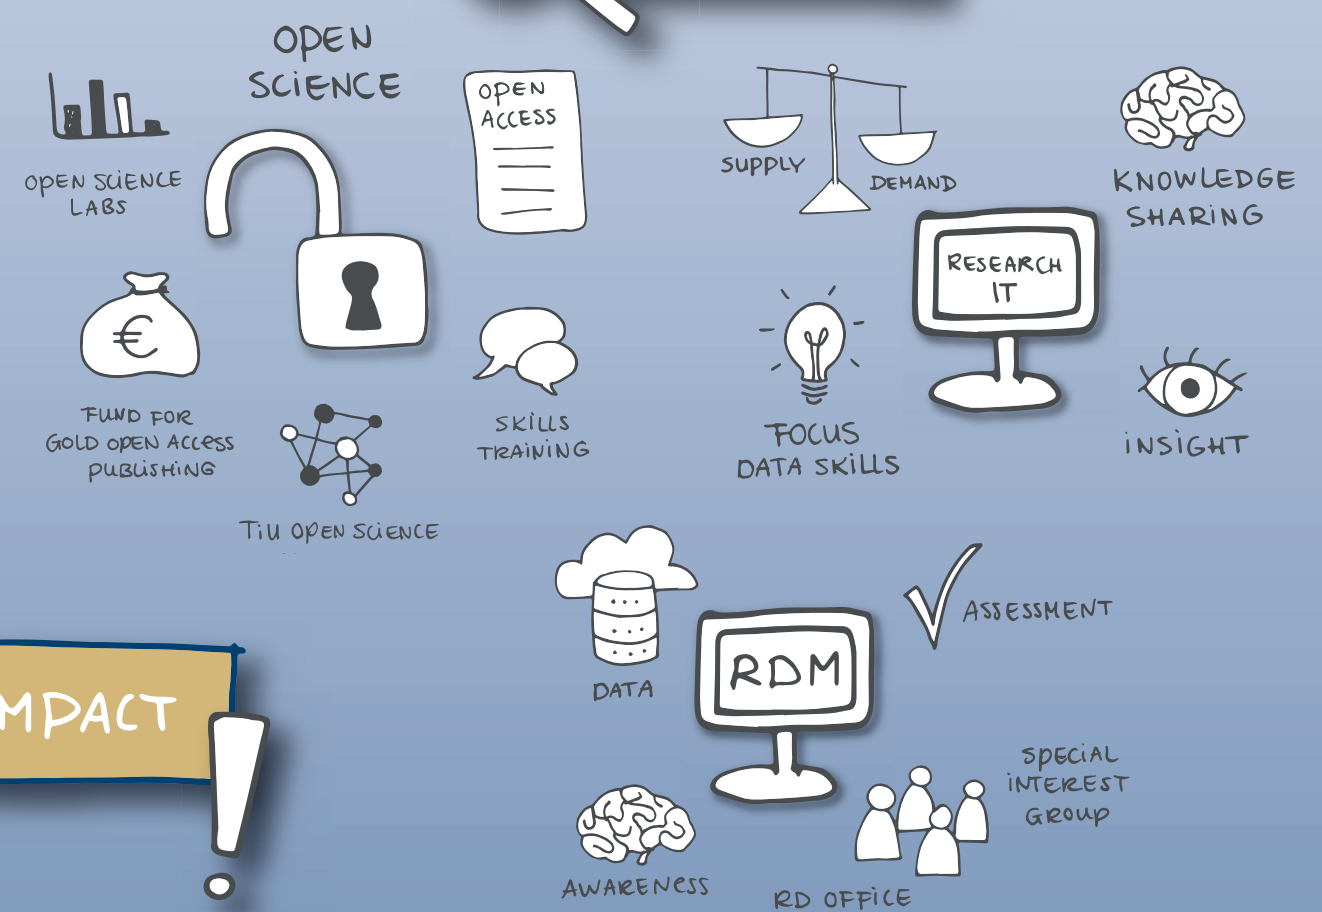 OPEN
SCIENCE
OPEN SCIENCE
LABS
OPEN
ACCESS
€
FUND FOR
GOLD OPEN ACCESS
PUBLISHING
SKILLS
TRAINING
TiU OPEN SCIENCE
SUPPLY
DEMAND
KNOWLEDGE
SHARING
RESEARCH
IT
FOCUS
DATA SKILLS
INSIGHT
DATA
RDM
ASSESSMENT
SPECIAL
INTEREST
GROUP
AWARENESS
RD OFFICE
MPACT
!